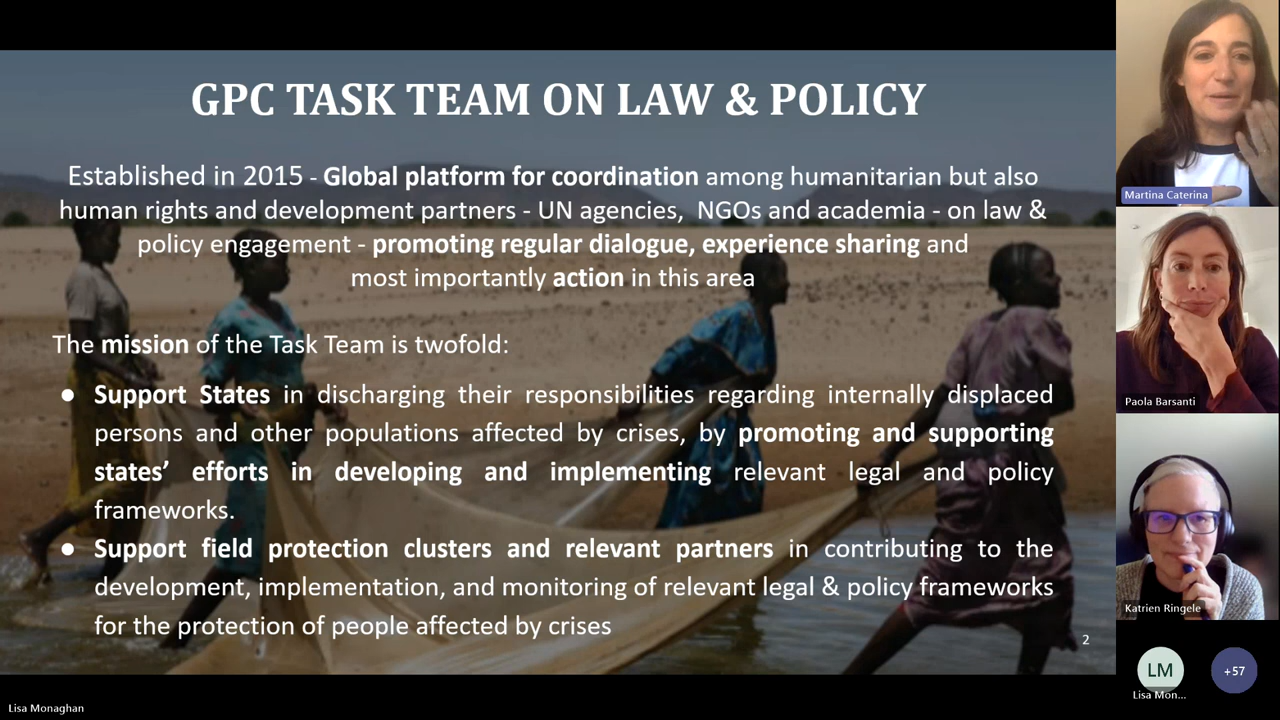 GPC TASK TEAM ON LAW & POLICY
Established in 2015 - Global platform for coordination among humanitarian but also
human rights and development partners - UN agencies, NGOs and academia - on law &
policy engagement - promoting regular dialogue, experience sharing and
most importantly action in this area
The mission of the Task Team is twofold:
● Support States in discharging their responsibilities regarding internally displaced
persons and other populations affected by crises, by promoting and supporting
states’ efforts in developing and implementing relevant legal and policy
frameworks.
● Support field protection clusters and relevant partners in contributing to the
development, implementation, and monitoring of relevant legal & policy frameworks
for the protection of people affected by crises
2
Lisa Monaghan
Martina Caterina
Paola Barsanti
Katrien Ringele
LM
Lisa Mon...
+57